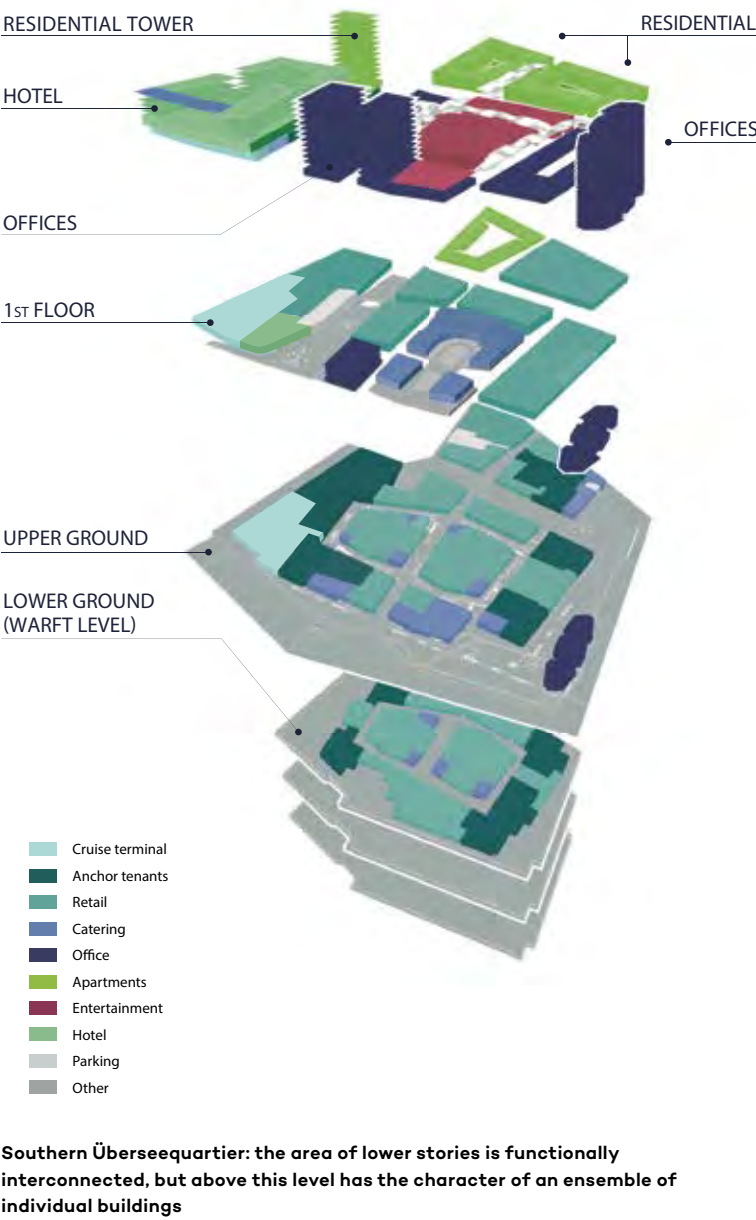 RESIDENTIAL TOWER
RESIDENTIAL
HOTEL
OFFICES
OFFICES
1ST FLOOR
UPPER GROUND
LOWER GROUND
(WARFT LEVEL)
Cruise terminal
Anchor tenants
Retail
Catering
Office
Apartments
Entertainment
Hotel
Parking
Other
Southern Überseequartier: the area of lower stories is functionally
interconnected, but above this level has the character of an ensemble of
individual buildings